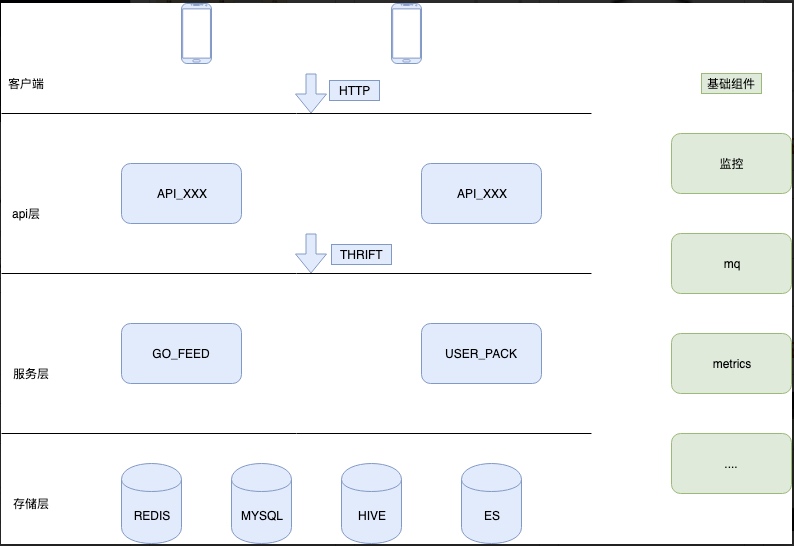 客户端
HTTP
基础组件
监控
API_XXX
API_XXX
api层
THRIFT
mq
GO_FEED
USER_PACK
metrics
服务层
....
存储层
REDIS
MYSQL
HIVE
ES